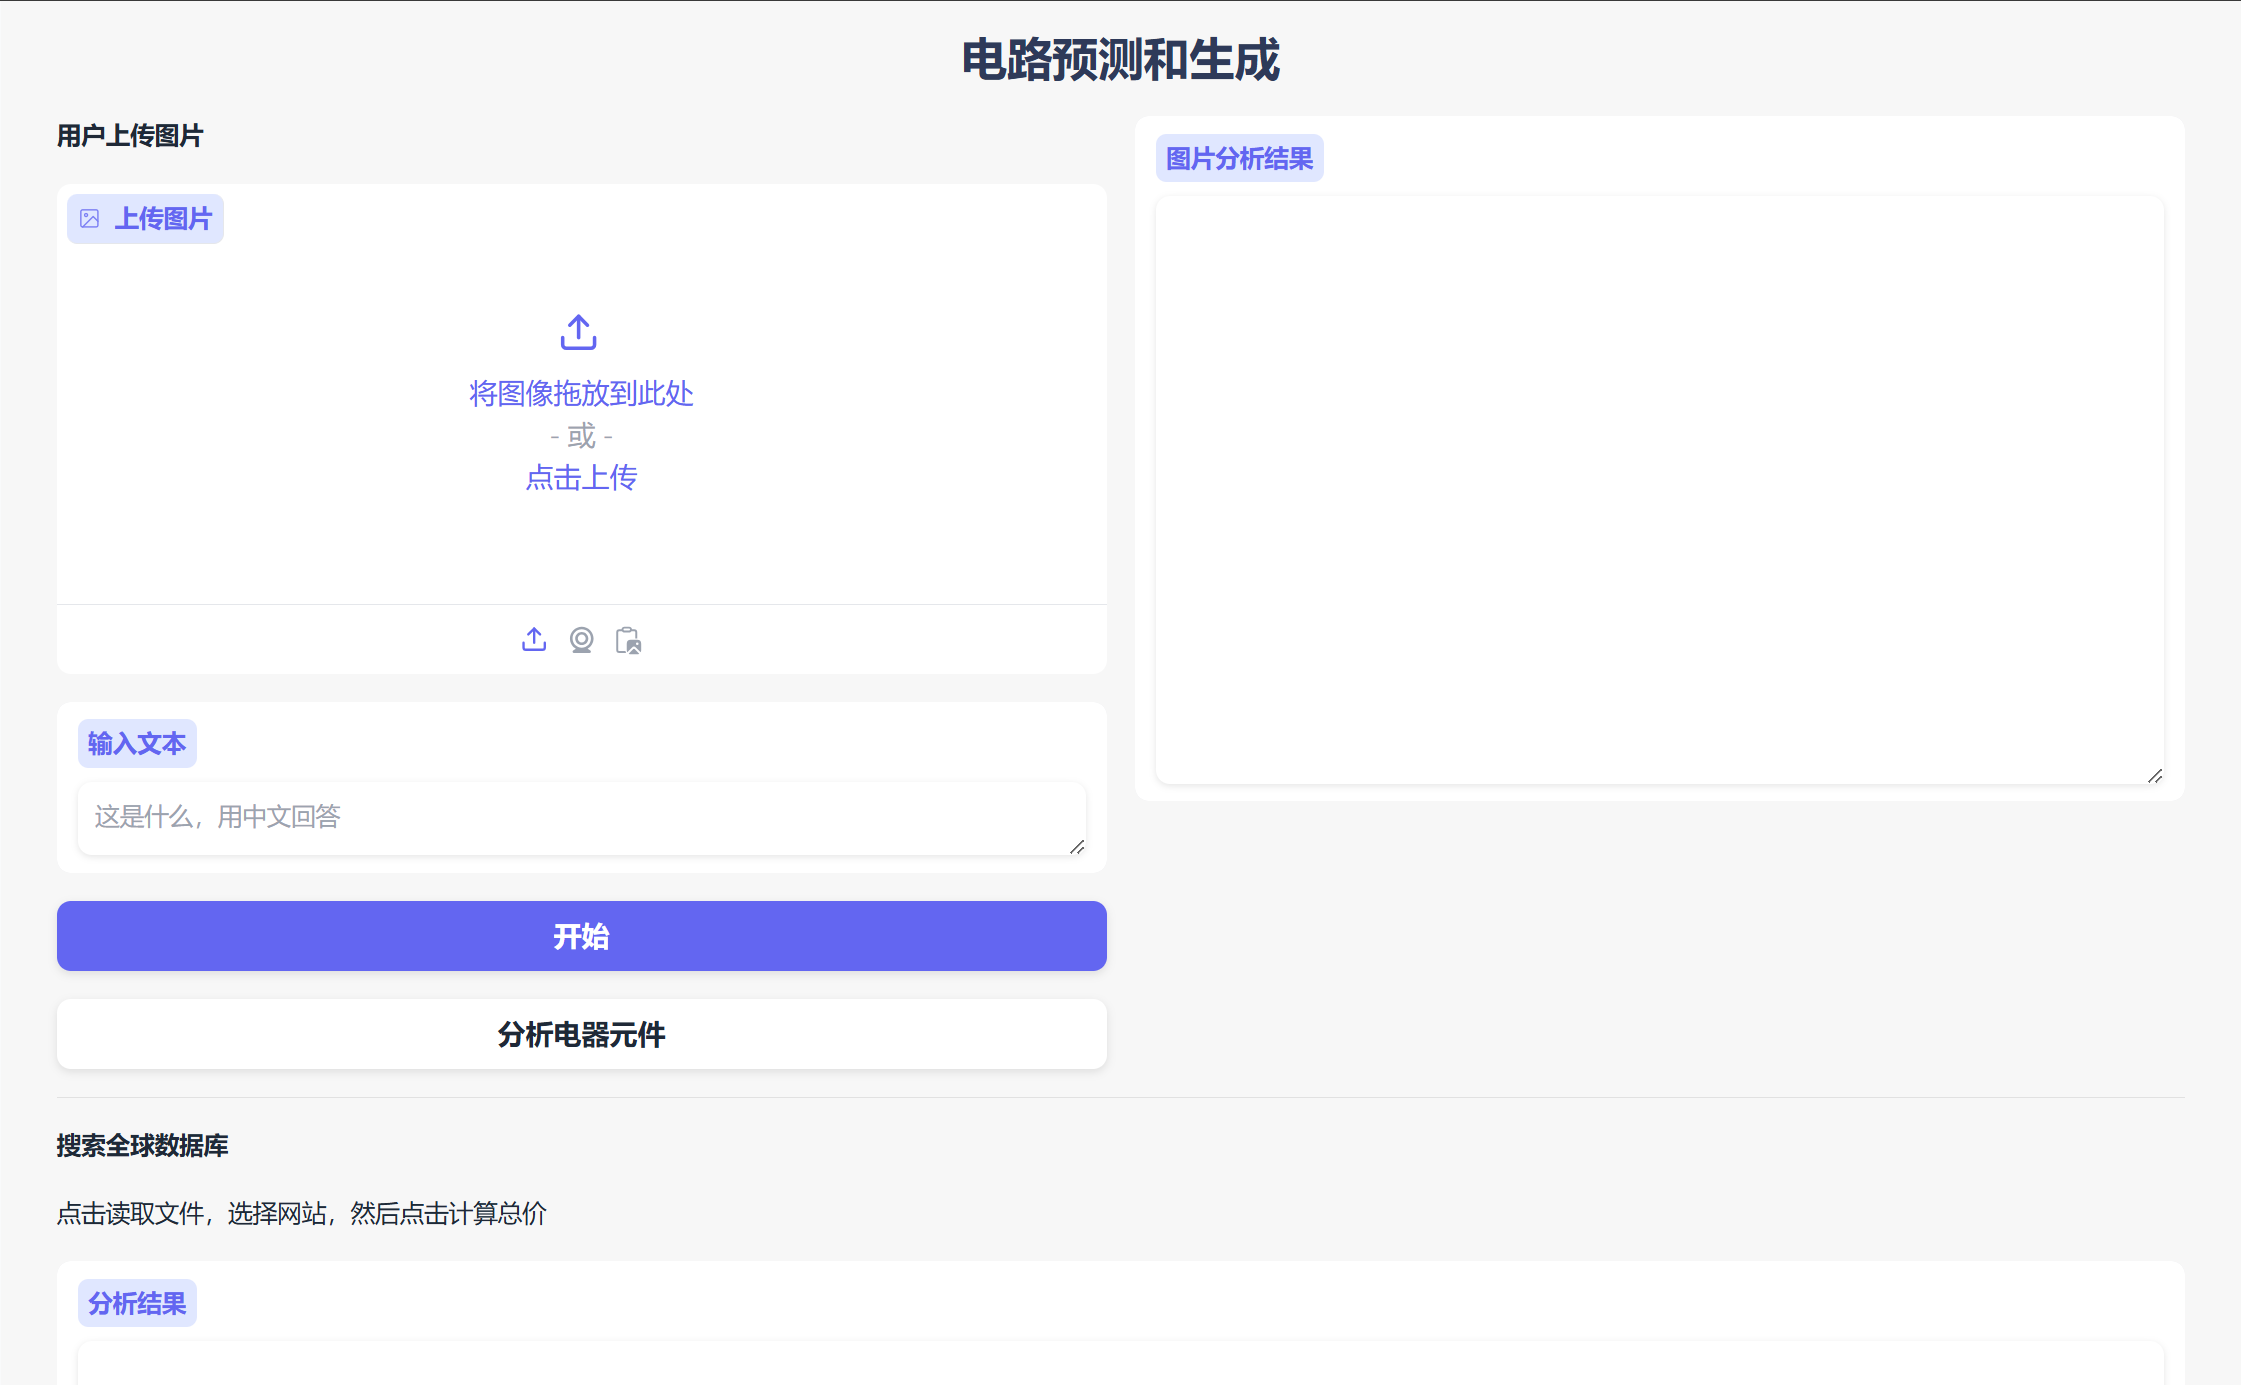 电路预测和生成
用户上传图片
上传图片
将图像拖放到此处
- 或 -
点击上传
输入文本
这是什么，用中文回答
开始
分析电器元件
图片分析结果
搜索全球数据库
点击读取文件，选择网站，然后点击计算总价
分析结果